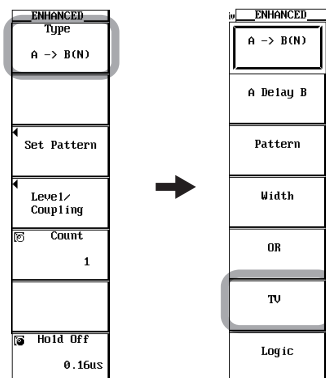 ENHANCED
Type
A -> B(N)
Set Pattern
Level/
Coupling
Count
1
Hold Off
0.16us
ENHANCED
A -> B(N)
A Delay B
Pattern
Width
OR
TV
Logic